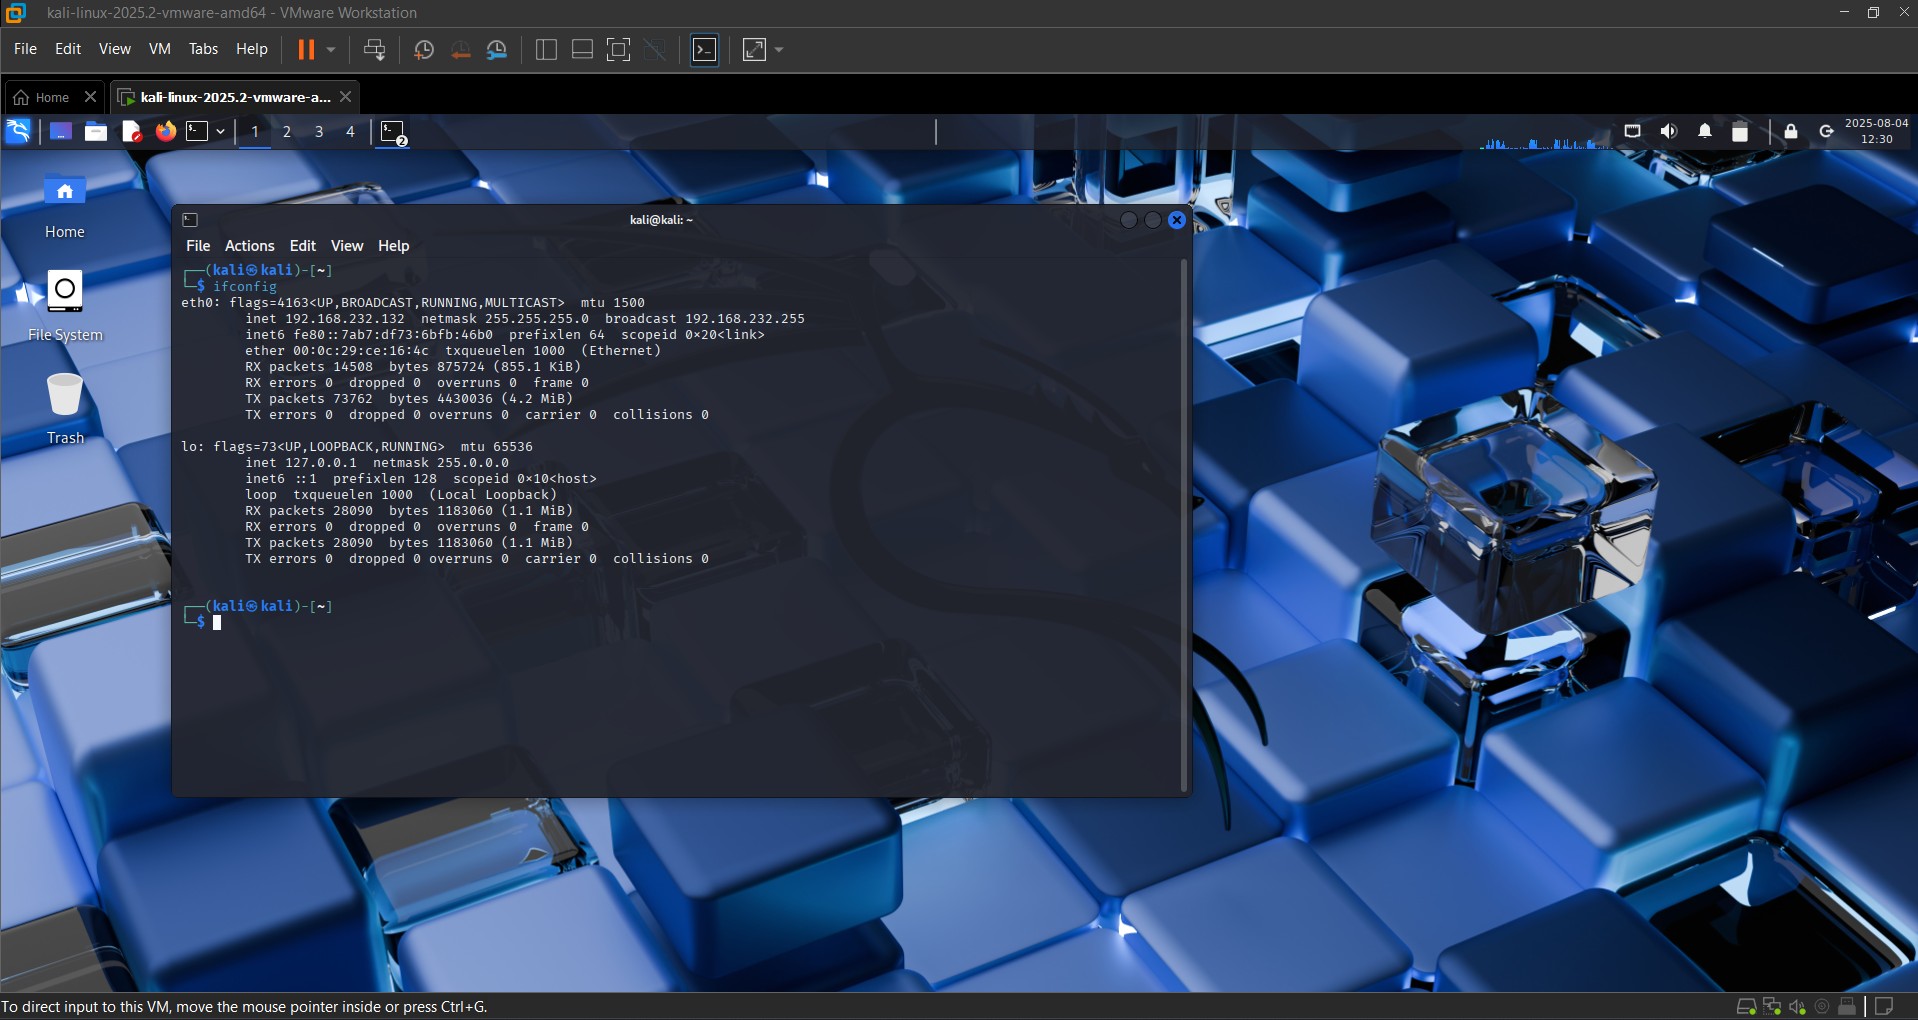 kali-linux-2025.2-vmware-amd64 - VMware Workstation
File Edit View VM Tabs Help
Home
kali-linux-2025.2-vmware-a...
1 2 3 4
2
2025-08-04
12:30
Home
File System
Trash
kali@kali: ~
File Actions Edit View Help
┌──(kali㉿kali)-[~]
└─$ ifconfig
eth0: flags=4163<UP,BROADCAST,RUNNING,MULTICAST>  mtu 1500
        inet 192.168.232.132  netmask 255.255.255.0  broadcast 192.168.232.255
        inet6 fe80::7ab7:df73:6bfb:46b0  prefixlen 64  scopeid 0×20<link>
        ether 00:0c:29:ce:16:4c  txqueuelen 1000  (Ethernet)
        RX packets 14508  bytes 875724 (855.1 KiB)
        RX errors 0  dropped 0  overruns 0  frame 0
        TX packets 73762  bytes 4430036 (4.2 MiB)
        TX errors 0  dropped 0 overruns 0  carrier 0  collisions 0
lo: flags=73<UP,LOOPBACK,RUNNING>  mtu 65536
        inet 127.0.0.1  netmask 255.0.0.0
        inet6 ::1  prefixlen 128  scopeid 0×10<host>
        loop  txqueuelen 1000  (Local Loopback)
        RX packets 28090  bytes 1183060 (1.1 MiB)
        RX errors 0  dropped 0  overruns 0  frame 0
        TX packets 28090  bytes 1183060 (1.1 MiB)
        TX errors 0  dropped 0 overruns 0  carrier 0  collisions 0
┌──(kali㉿kali)-[~]
└─$
To direct input to this VM, move the mouse pointer inside or press Ctrl+G.